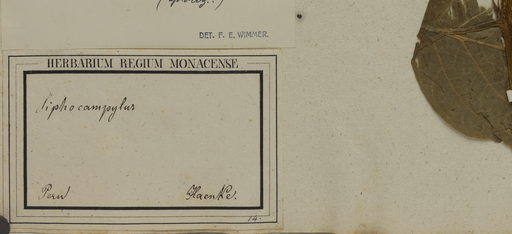 DET. F. E. WIMMER.
HERBARIUM REGIUM MONACENSE
Siphocampylus
Peru Haenke.
14.